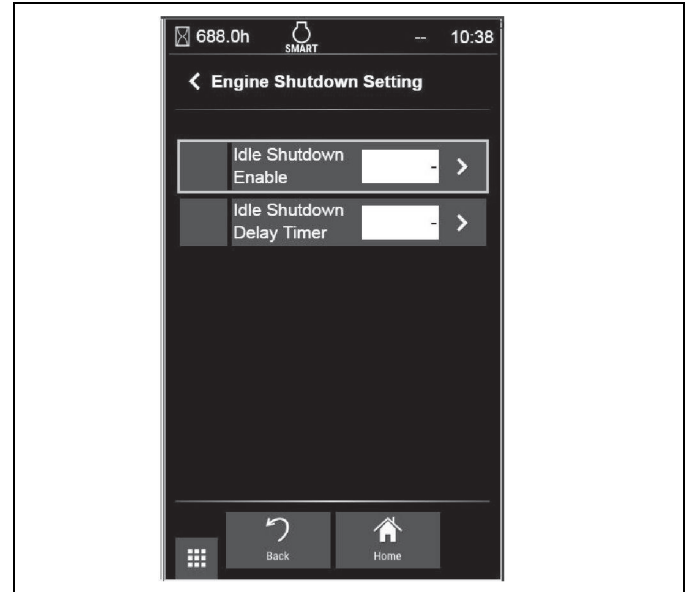 688.0h SMART -- 10:38
Engine Shutdown Setting
Idle Shutdown
Enable
-
Idle Shutdown
Delay Timer
-
Back Home